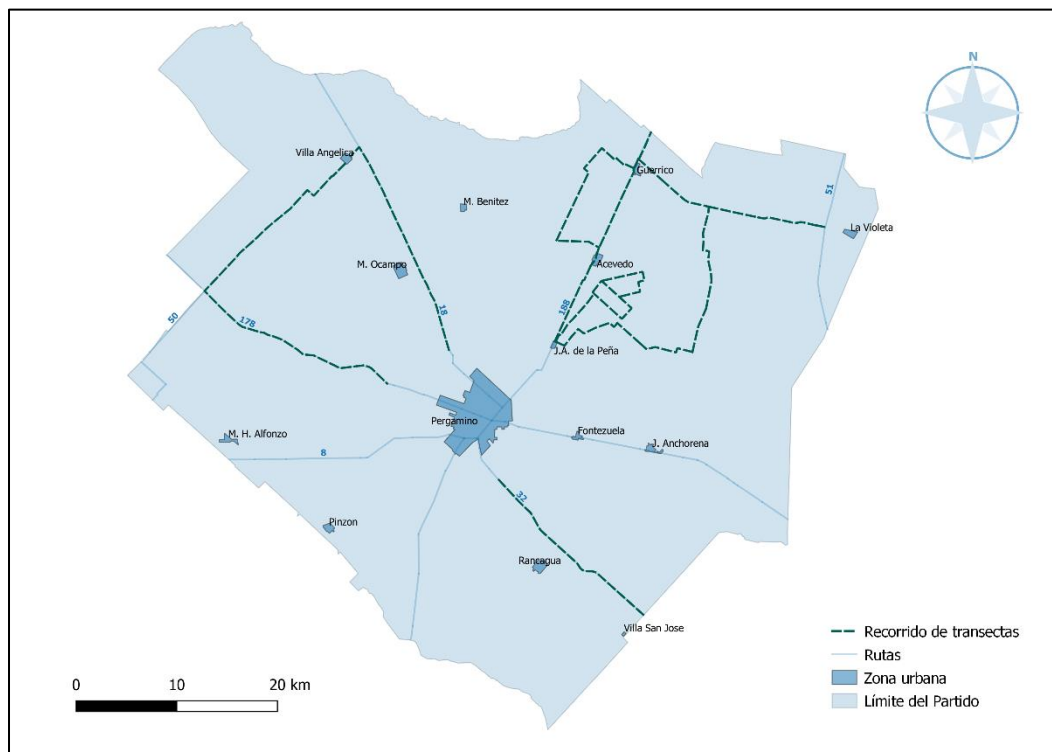 N
Villa Angelica
Guerrico
51
M. Benitez
La Violeta
M. Ocampo
Acevedo
50
178
18
188
J.A. de la Peña
Pergamino
Fontezuela
M. H. Alfonzo
J. Anchorena
8
32
Pinzon
Rancagua
Villa San Jose
Recorrido de transectas
Rutas
Zona urbana
Límite del Partido
0 10 20 km